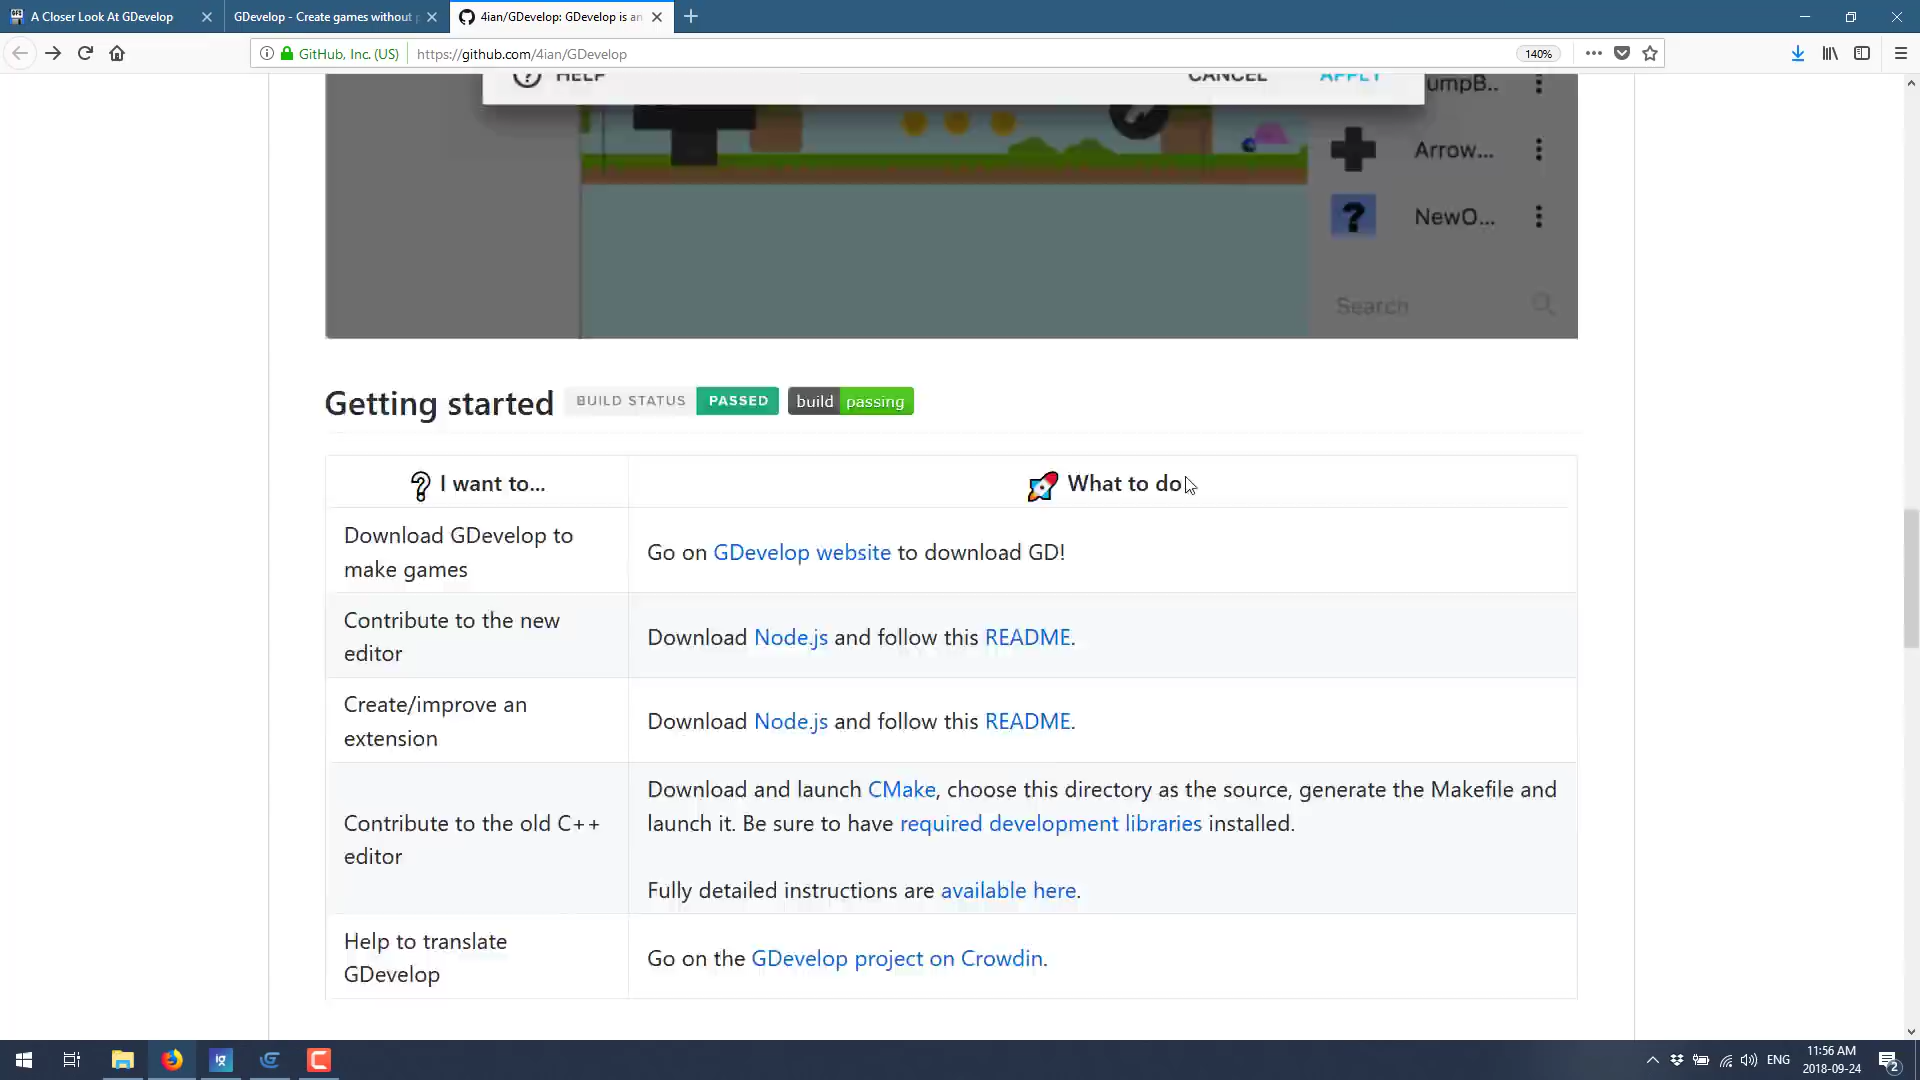 A Closer Look At GDevelop
GDevelop - Create games without
4ian/GDevelop: GDevelop is an
GitHub, Inc. (US)
https://github.com/4ian/GDevelop
140%
HELP
CANCEL
APPLY
umpB..
Arrow...
NewO...
Search
Getting started
BUILD STATUS PASSED
build passing
I want to...
What to do
Download GDevelop to
make games
Go on GDevelop website to download GD!
Contribute to the new
editor
Download Node.js and follow this README.
Create/improve an
extension
Download Node.js and follow this README.
Contribute to the old C++
editor
Download and launch CMake, choose this directory as the source, generate the Makefile and
launch it. Be sure to have required development libraries installed.
Fully detailed instructions are available here.
Help to translate
GDevelop
Go on the GDevelop project on Crowdin.
ENG
11:56 AM
2018-09-24
2